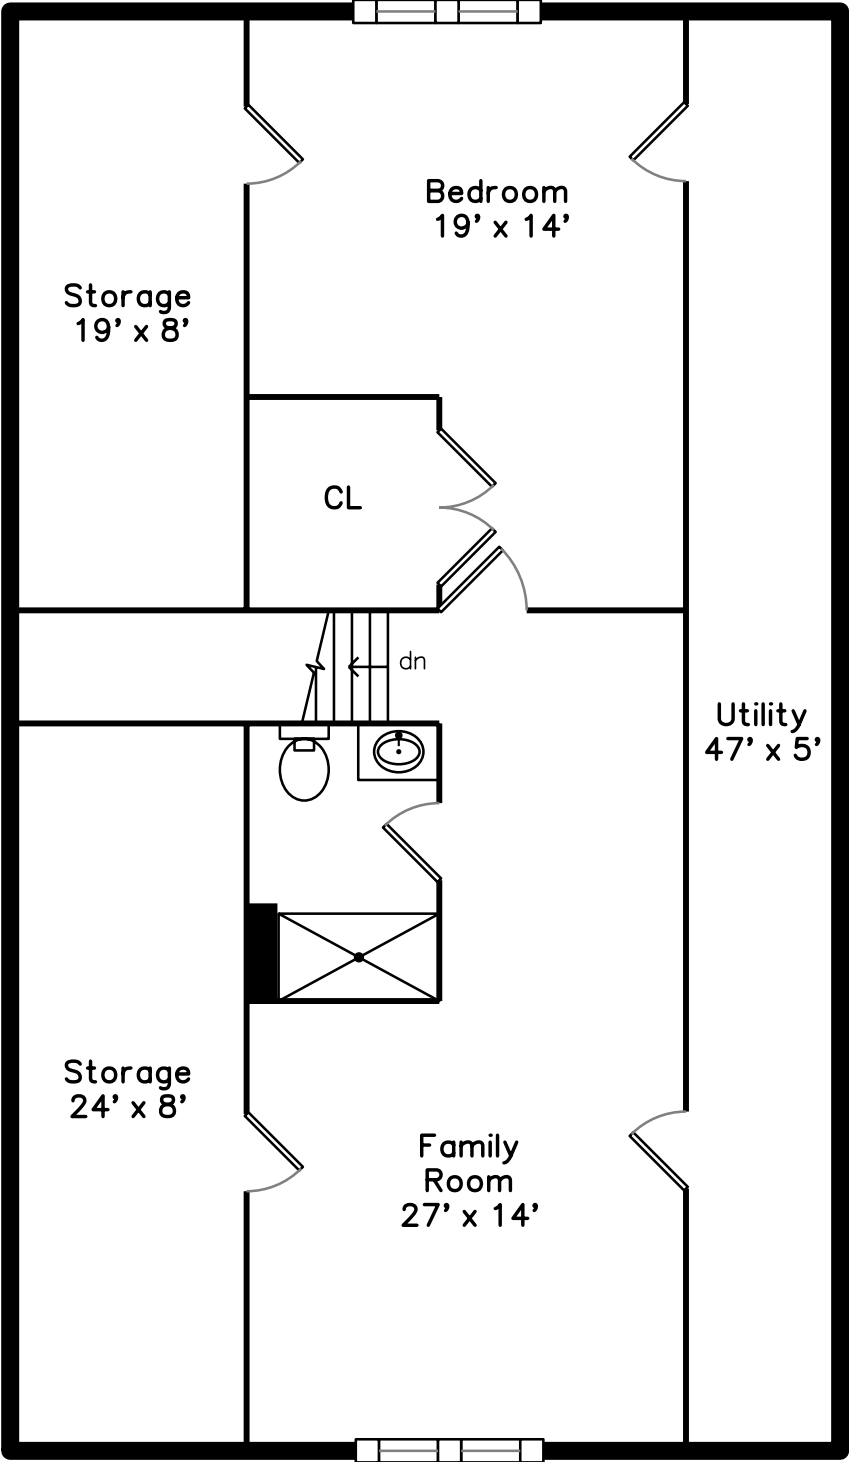 Bedroom
19' x 14'
Storage
19' x 8'
CL
dn
Utility
47' x 5'
Storage
24' x 8'
Family
Room
27' x 14'